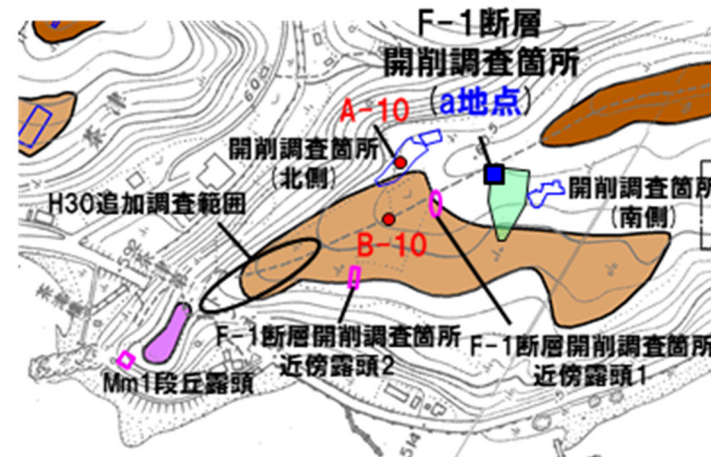 F-1断層
開削調査箇所
(a地点)
A-10
開削調査箇所
(北側)
H30追加調査範囲
開削調査箇所
(南側)
B-10
F-1断層開削調査箇所
近傍露頭2
F-1断層開削調査箇所
近傍露頭1
Mm1段丘露頭
60
514